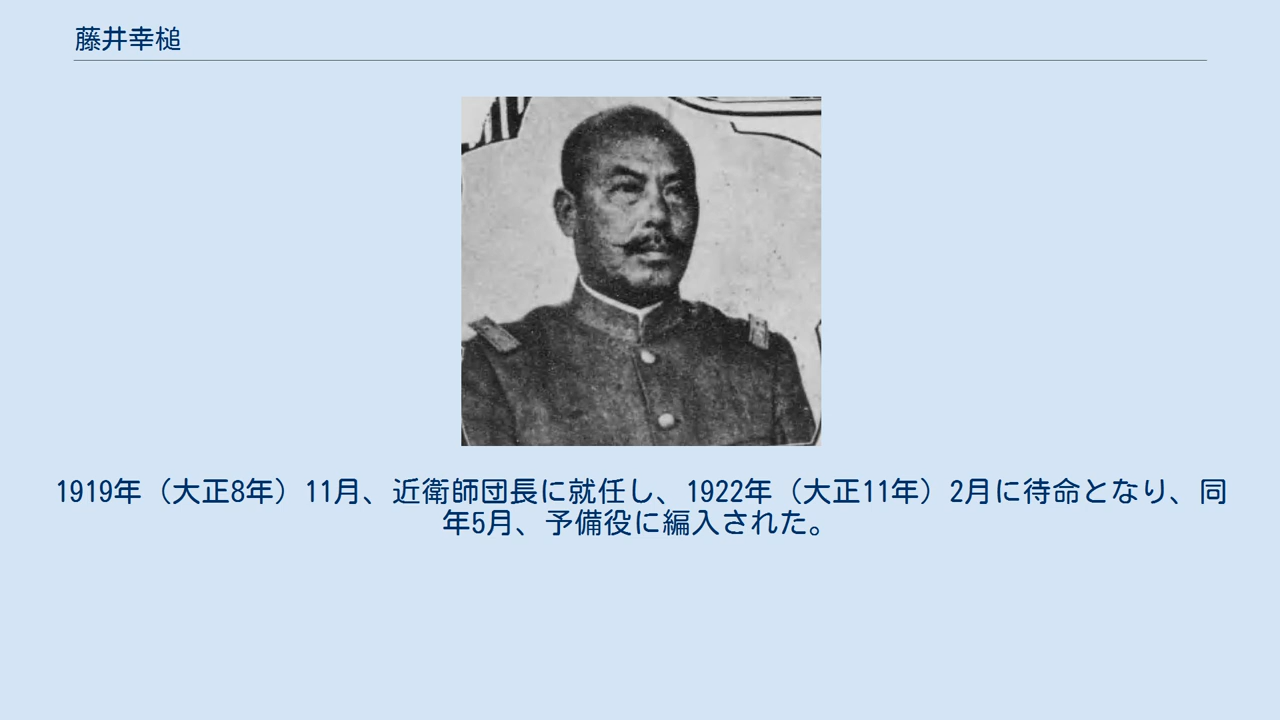 藤井幸槌
1919年（大正8年）11月、近衛師団長に就任し、1922年（大正11年）2月に待命となり、同
年5月、予備役に編入された。